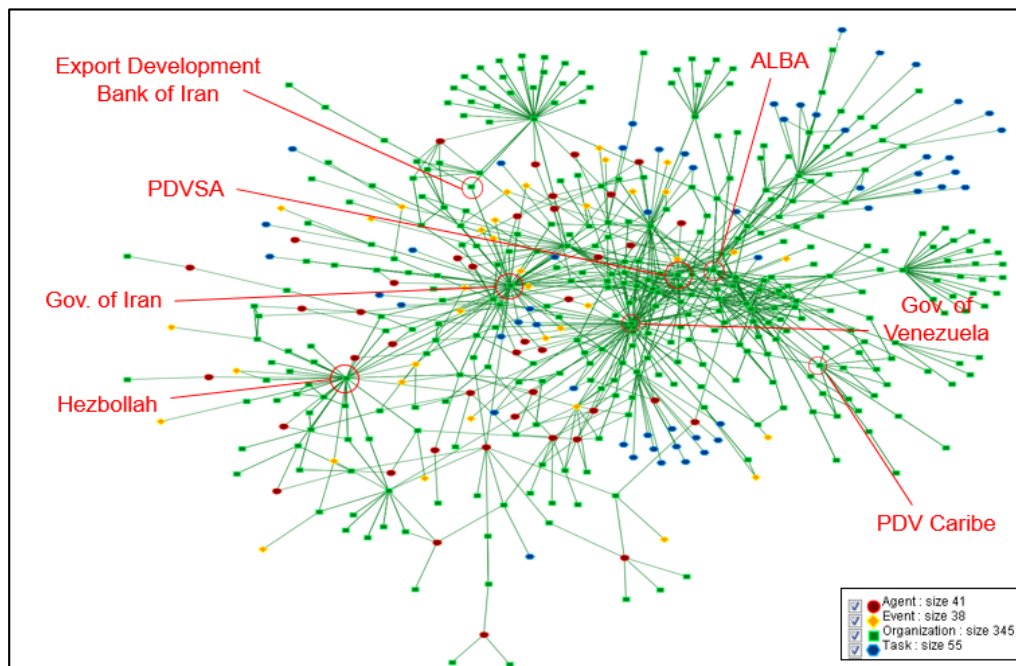 Export Development
Bank of Iran
ALBA
PDVSA
Gov. of Iran
Gov. of
Venezuela
Hezbollah
PDV Caribe
Agent : size 41
Event : size 38
Organization : size 345
Task : size 55